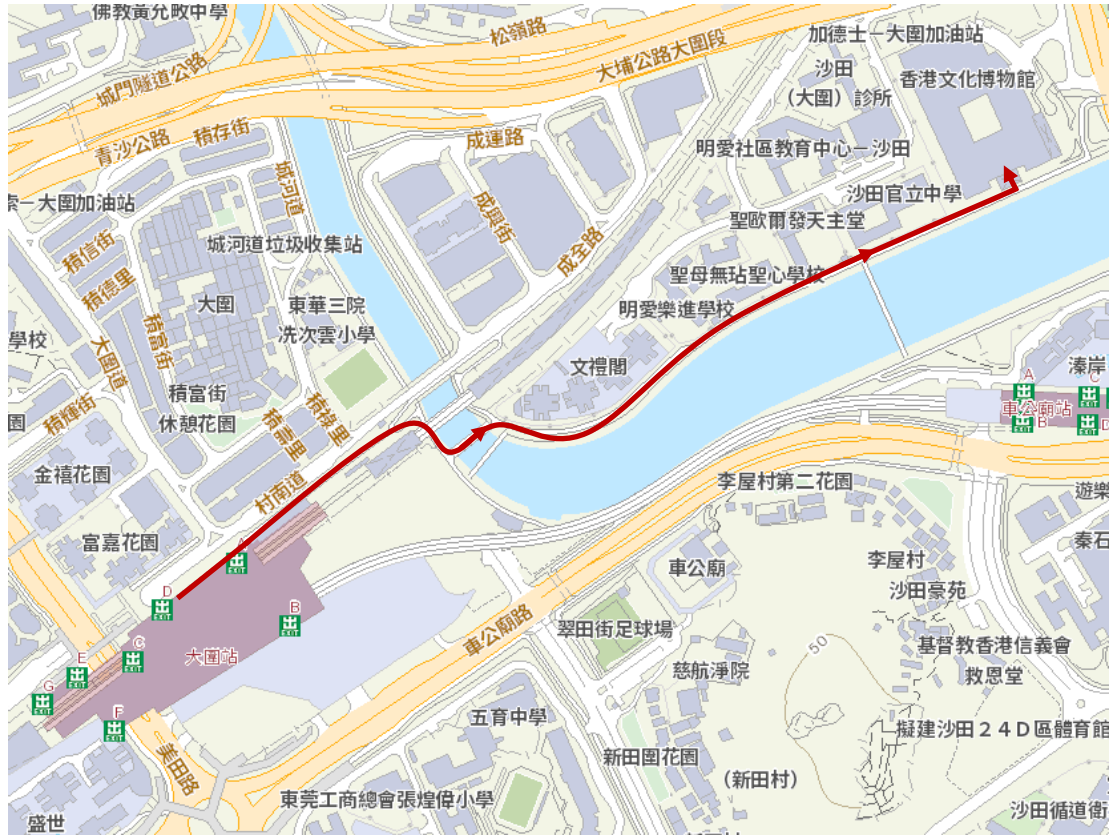 佛教黃允畋中學
松嶺路
加德士－大圍加油站
城門隧道公路
大埔公路大圍段
沙田
（大圍）診所
香港文化博物館
青沙公路
積存街
成運路
明愛社區教育中心－沙田
城河道
沙田官立中學
索－大圍加油站
成興街
聖歐爾發天主堂
積信街
城河道垃圾收集站
成全路
聖母無玷聖心學校
積德里
大圍
東華三院
冼次雲小學
明愛樂進學校
學校
大圍道
積富街
文禮閣
溱岸
積富街
休憩花園
積輝街
園
積壽里
積福里
A
C
車公廟站
B
D
金禧花園
村南道
李屋村第二花園
遊樂
富嘉花園
A
秦石
D
B
車公廟
李屋村
沙田豪苑
出
EXIT
大圍站
C
E
G
F
車公廟路
翠田街足球場
50
基督教香港信義會
救恩堂
慈航淨院
五育中學
擬建沙田２４Ｄ區體育館
美田路
新田圍花園
（新田村）
東莞工商總會張煌偉小學
盛世
沙田循道衛